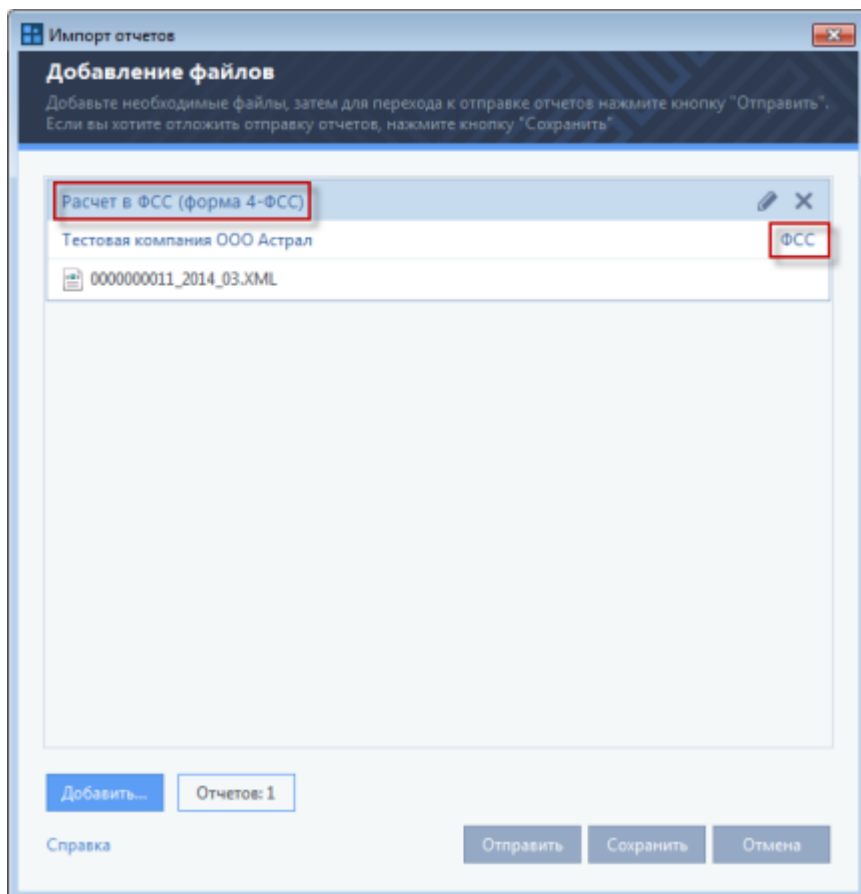 Импорт отчетов
Добавление файлов
Добавьте необходимые файлы, затем для перехода к отправке отчетов нажмите кнопку "Отправить".
Если вы хотите отложить отправку отчетов, нажмите кнопку "Сохранить"
Расчет в ФСС (форма 4-ФСС)
Тестовая компания ООО Астрал ФСС
0000000011_2014_03.XML
Добавить... Отчетов: 1
Справка Отправить Сохранить Отмена